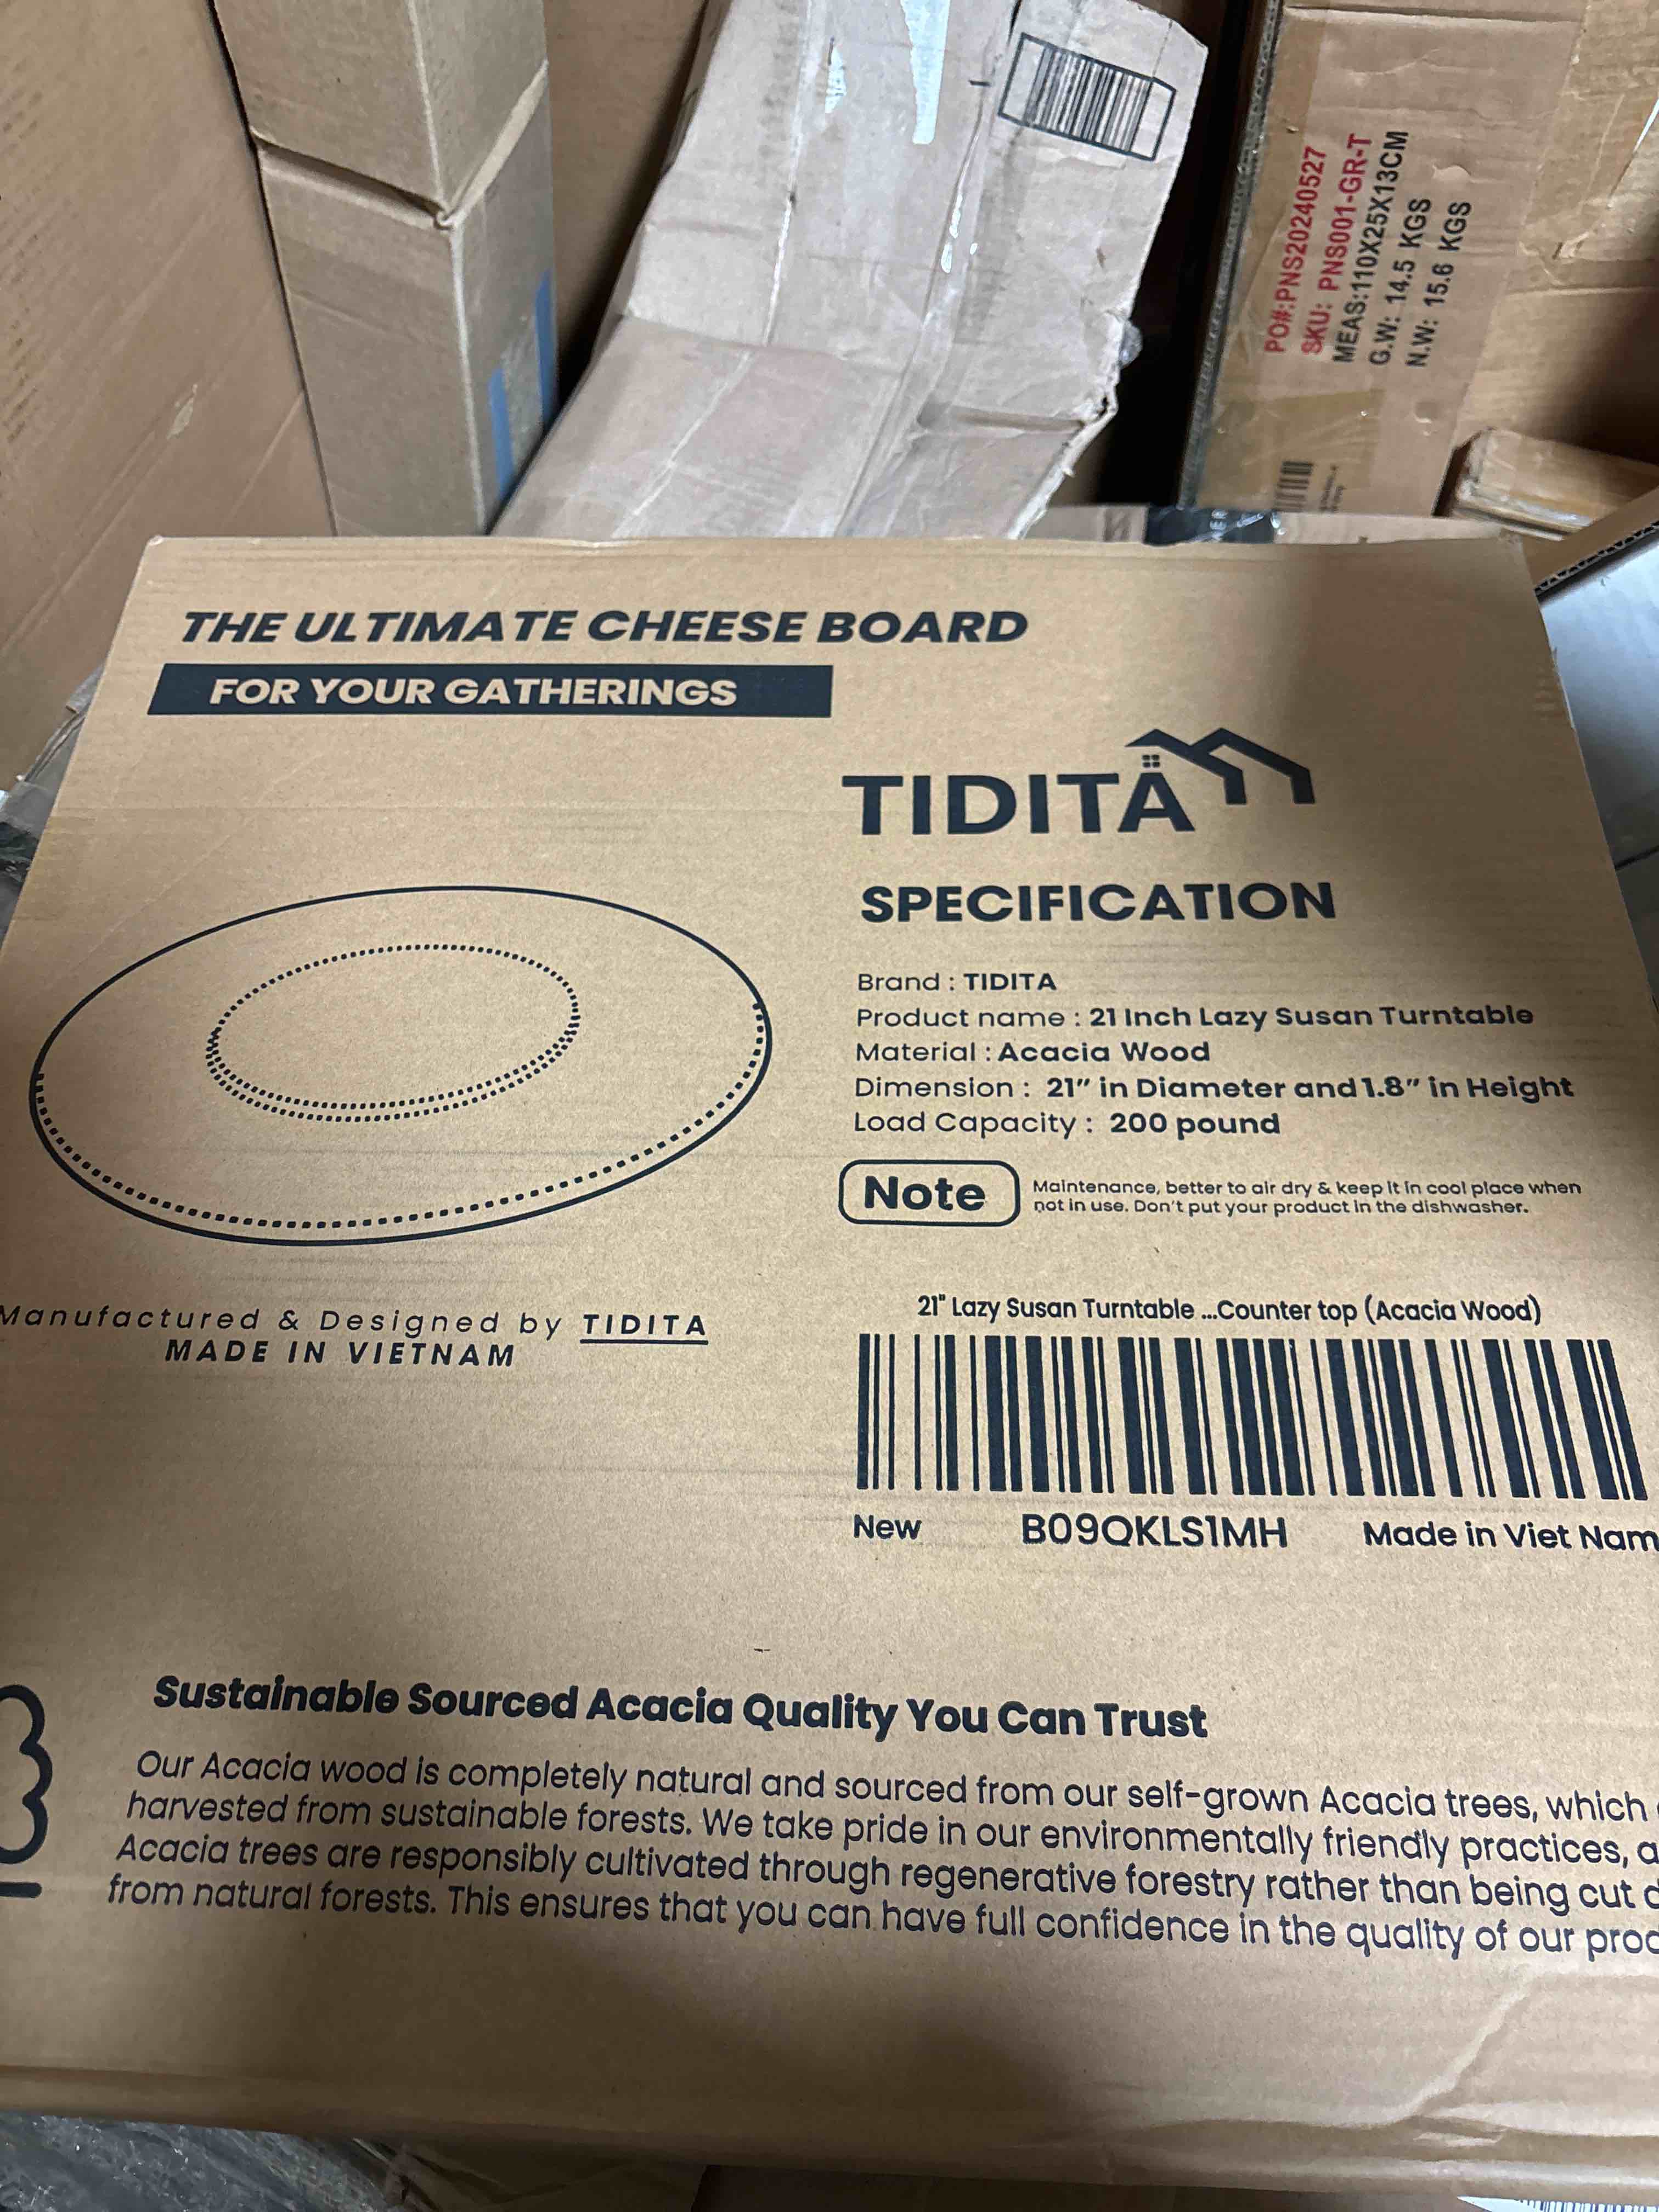 PO#:PNS20240527
SKU: PNS001-GR-T
MEAS:110X25X13CM
G.W: 14.5 KGS
N.W: 15.6 KGS
THE ULTIMATE CHEESE BOARD
FOR YOUR GATHERINGS
TIDITA
SPECIFICATION
Brand : TIDITA
Product name : 21 Inch Lazy Susan Turntable
Material : Acacia Wood
Dimension : 21" in Diameter and 1.8" in Height
Load Capacity : 200 pound
Note
Maintenance, better to air dry & keep it in cool place when
not in use. Don't put your product in the dishwasher.
Manufactured & Designed by TIDITA
MADE IN VIETNAM
21" Lazy Susan Turntable ...Counter top (Acacia Wood)
New B09QKLS1MH Made in Viet Nam
Sustainable Sourced Acacia Quality You Can Trust
Our Acacia wood is completely natural and sourced from our self-grown Acacia trees, which
harvested from sustainable forests. We take pride in our environmentally friendly practices,
Acacia trees are responsibly cultivated through regenerative forestry rather than being cut
from natural forests. This ensures that you can have full confidence in the quality of our